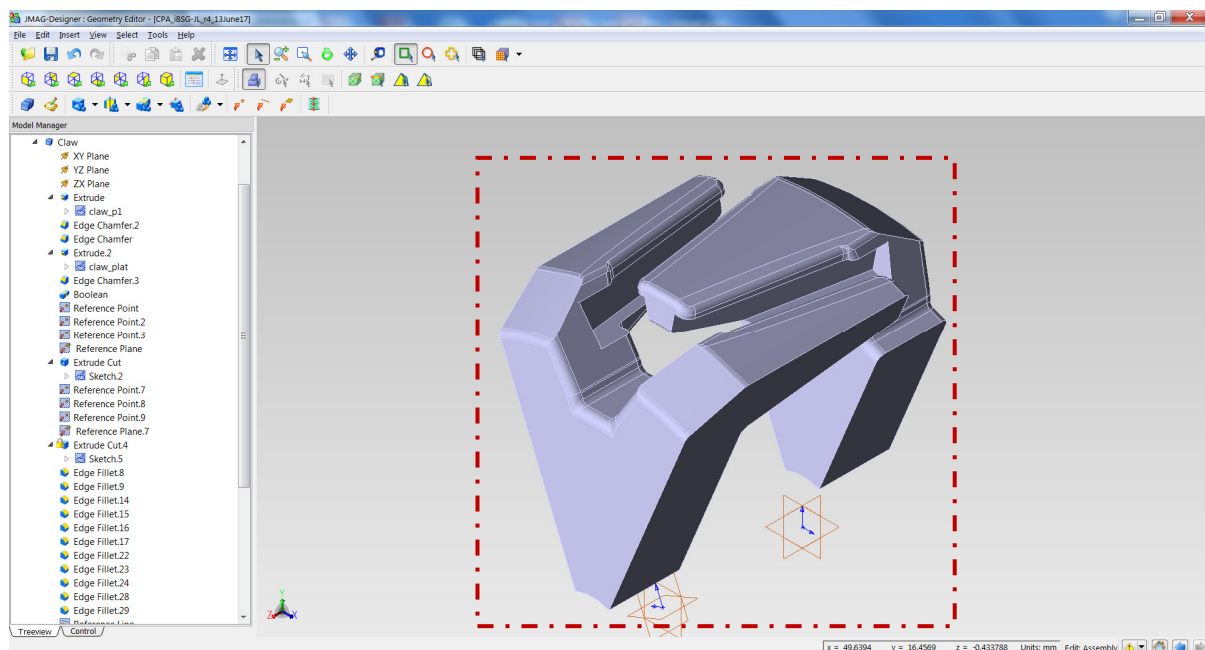 JMAG-Designer : Geometry Editor - [CPA_iBSG-JL_r4_13June17]
File Edit Insert View Select Tools Help
Model Manager
Claw
XY Plane
YZ Plane
ZX Plane
Extrude
claw_p1
Edge Chamfer.2
Edge Chamfer
Extrude.2
claw_plat
Edge Chamfer.3
Boolean
Reference Point
Reference Point.2
Reference Point.3
Reference Plane
Extrude Cut
Sketch.2
Reference Point.7
Reference Point.8
Reference Point.9
Reference Plane.7
Extrude Cut.4
Sketch.5
Edge Fillet.8
Edge Fillet.9
Edge Fillet.14
Edge Fillet.15
Edge Fillet.16
Edge Fillet.17
Edge Fillet.22
Edge Fillet.23
Edge Fillet.24
Edge Fillet.28
Edge Fillet.29
Reference Line
Y
Z X
Treeview Control
x = 49.6394 y = 16.4569 z = -0.433788 Units: mm Edit: Assembly